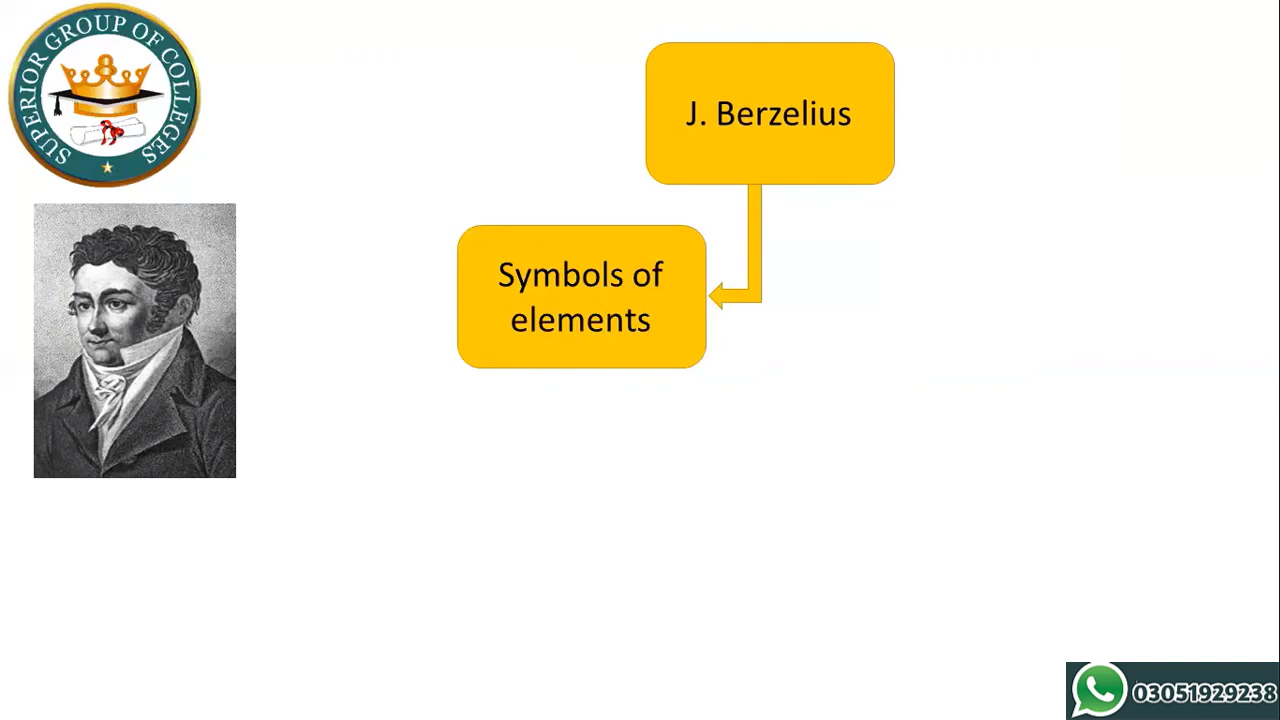 SUPERIOR GROUP OF COLLEGES
J. Berzelius
Symbols of
elements
03051929238